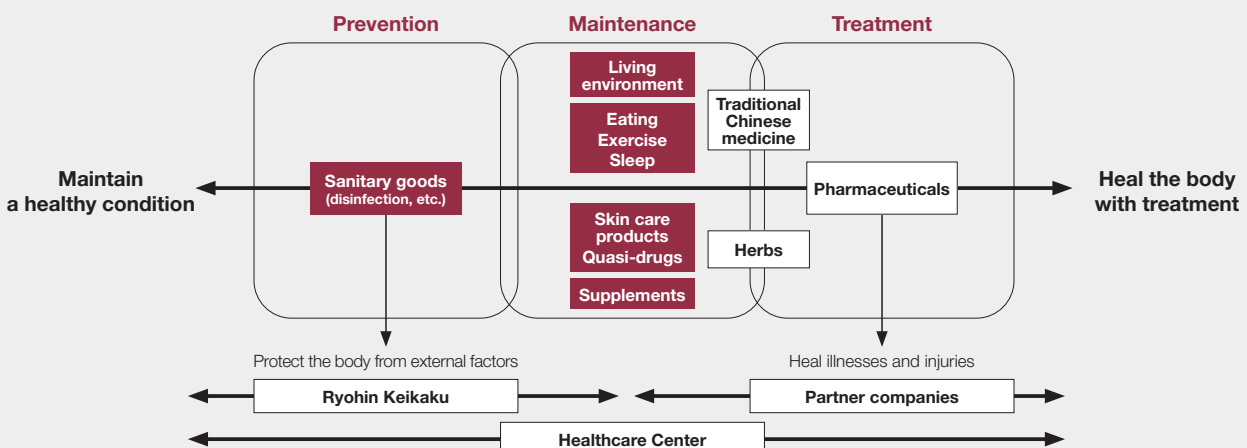 Prevention
Maintenance
Treatment
Living
environment
Traditional
Chinese
medicine
Eating
Exercise
Sleep
Maintain
a healthy condition
Sanitary goods
(disinfection, etc.)
Pharmaceuticals
Heal the body
with treatment
Skin care
products
Quasi-drugs
Herbs
Supplements
Protect the body from external factors
Heal illnesses and injuries
Ryohin Keikaku
Partner companies
Healthcare Center